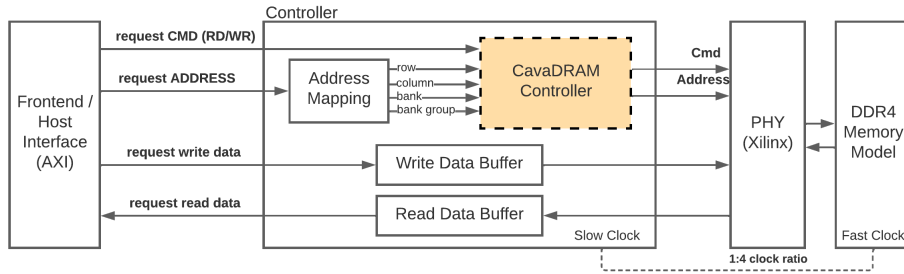 Controller
request CMD (RD/WR)
request ADDRESS
Frontend /
Host
Interface
(AXI)
request write data
request read data
Address
Mapping
row
column
bank
bank group
CavaDRAM
Controller
Write Data Buffer
Read Data Buffer
Slow Clock
Cmd
Address
PHY
(Xilinx)
DDR4
Memory
Model
Fast Clock
1:4 clock ratio